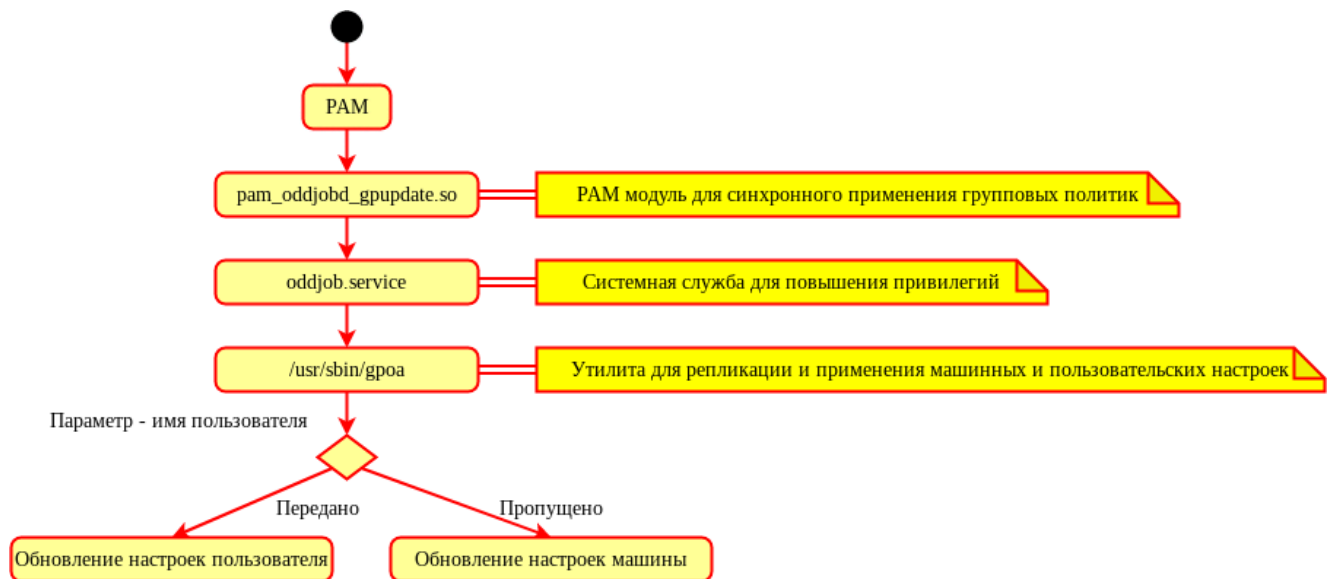 PAM
pam_oddjobd_gpupdate.so
PAM модуль для синхронного применения групповых политик
oddjob.service
Системная служба для повышения привилегий
/usr/sbin/gpoa
Утилита для репликации и применения машинных и пользовательских настроек
Параметр - имя пользователя
Передано
Пропущено
Обновление настроек пользователя
Обновление настроек машины